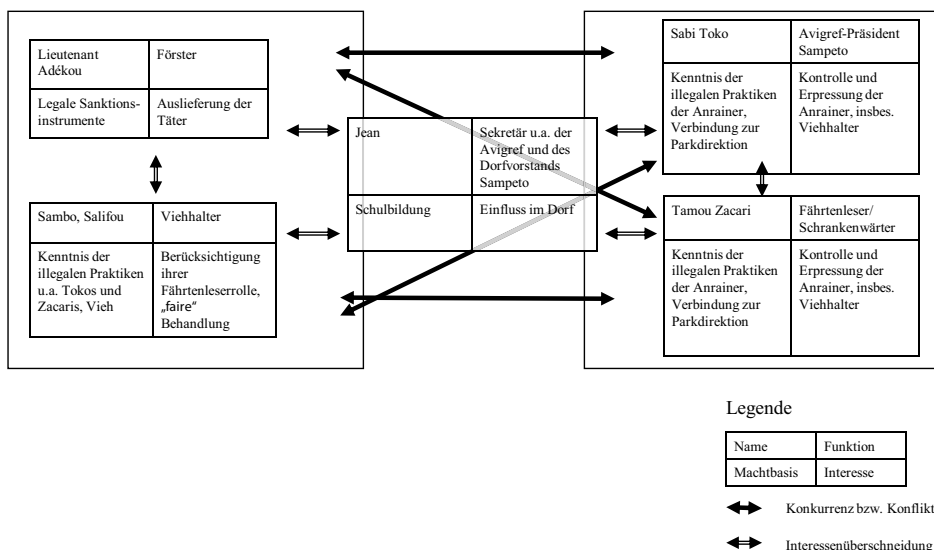 Lieutenant
Adékou
Förster
Legale Sanktions-
instrumente
Auslieferung der
Täter
Sambo, Salifou
Viehhalter
Kenntnis der
illegalen Praktiken
u.a. Tokos und
Zacaris, Vieh
Berücksichtigung
ihrer
Fährtenleserrolle,
„faire“
Behandlung
Jean
Sekretär u.a. der
Avigref und des
Dorfvorstands
Sampeto
Schulbildung
Einfluss im Dorf
Sabi Toko
Avigref-Präsident
Sampeto
Kenntnis der
illegalen Praktiken
der Anrainer,
Verbindung zur
Parkdirektion
Kontrolle und
Erpressung der
Anrainer, insbes.
Viehhalter
Tamou Zacari
Fährtenleser/
Schrankenwärter
Kenntnis der
illegalen Praktiken
der Anrainer,
Verbindung zur
Parkdirektion
Kontrolle und
Erpressung der
Anrainer, insbes.
Viehhalter
Legende
Name
Funktion
Machtbasis
Interesse
Konkurrenz bzw. Konflikt
Interessenüberschneidung